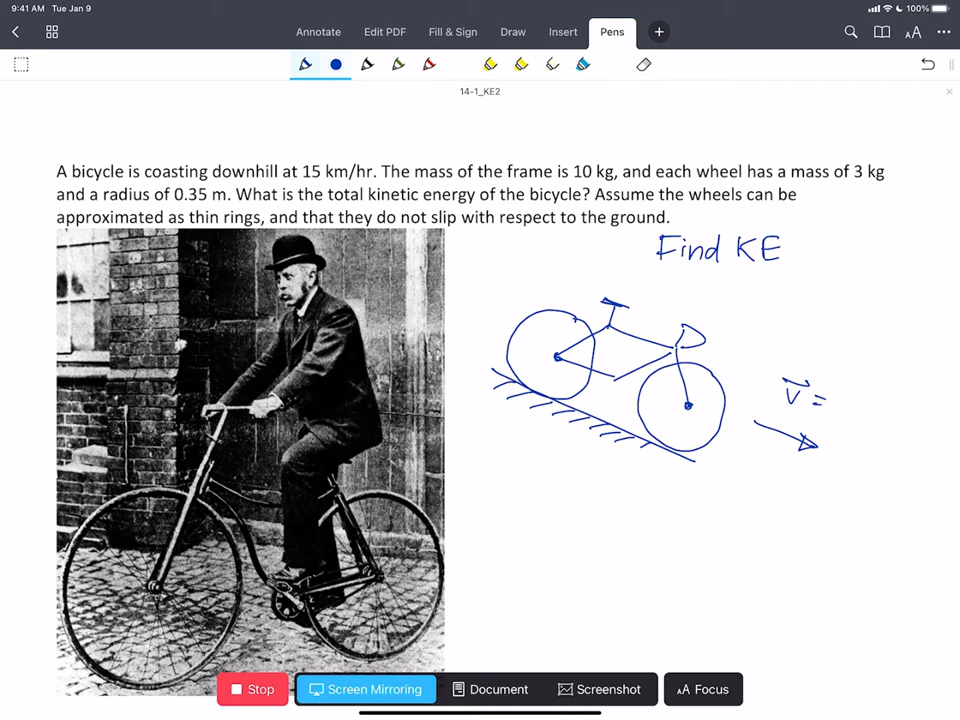 9:41 AM Tue Jan 9 100%
Annotate Edit PDF Fill & Sign Draw Insert Pens
AA
14-1_KE2
A bicycle is coasting downhill at 15 km/hr. The mass of the frame is 10 kg, and each wheel has a mass of 3 kg
and a radius of 0.35 m. What is the total kinetic energy of the bicycle? Assume the wheels can be
approximated as thin rings, and that they do not slip with respect to the ground.
Find KE
v⃗ =
Stop Screen Mirroring Document Screenshot AA Focus